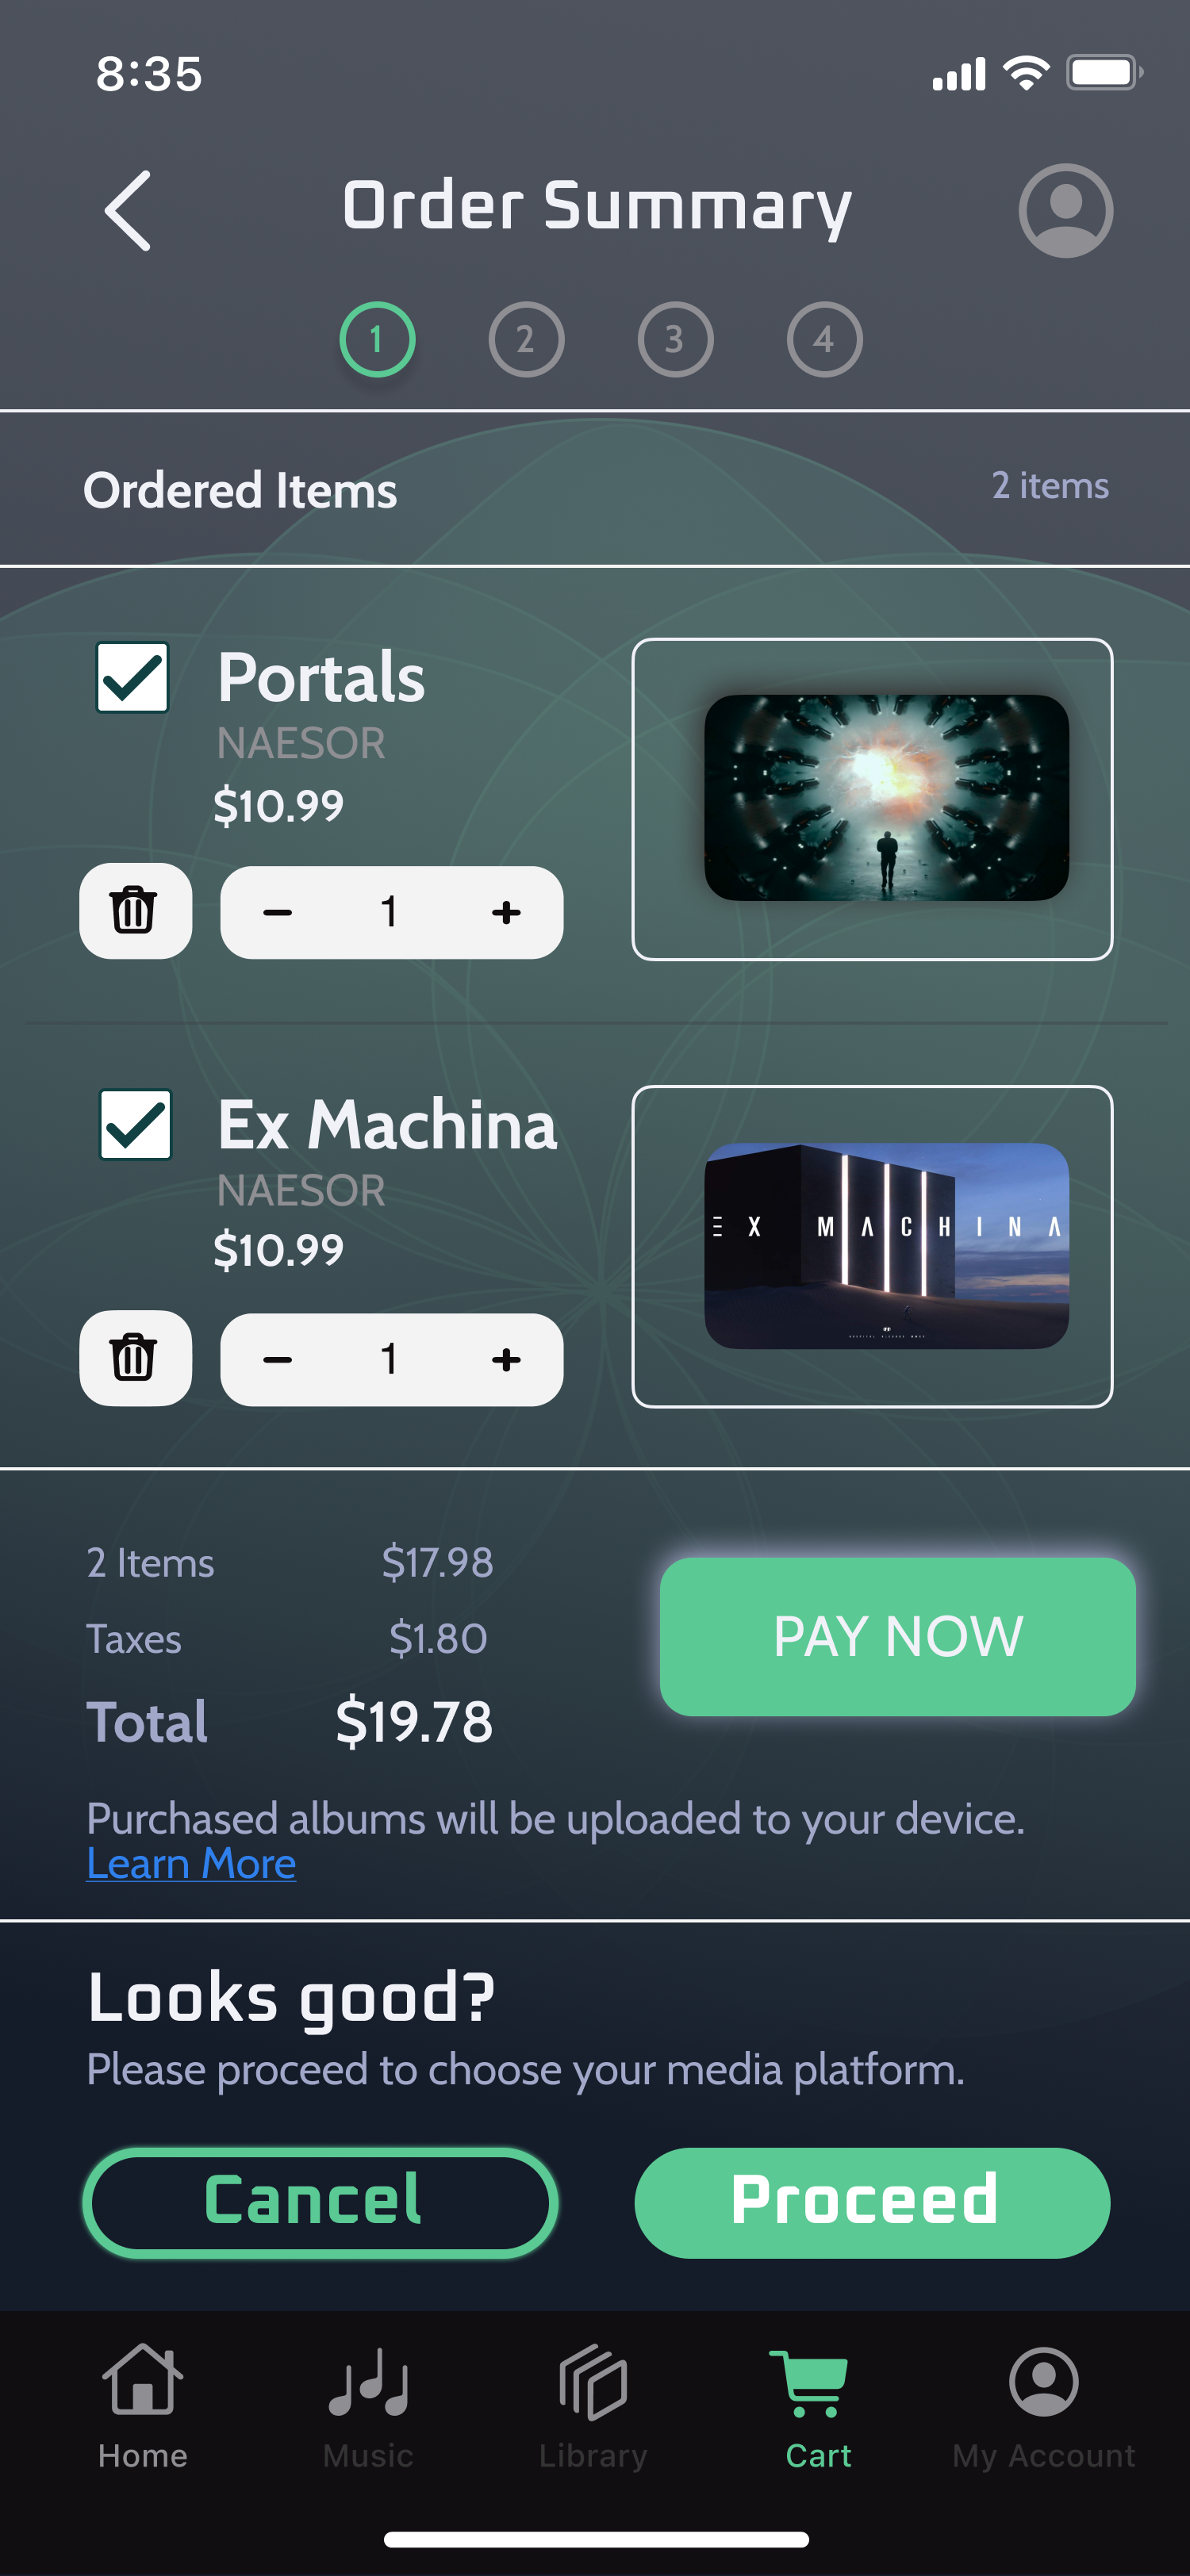 8:35
Order Summary
1 2 3 4
Ordered Items 2 items
Portals
NAESOR
$10.99
1
Ex Machina
NAESOR
$10.99
EX MACHINA
1
2 Items $17.98
Taxes $1.80
Total $19.78
PAY NOW
Purchased albums will be uploaded to your device.
Learn More
Looks good?
Please proceed to choose your media platform.
Cancel Proceed
Home Music Library Cart My Account